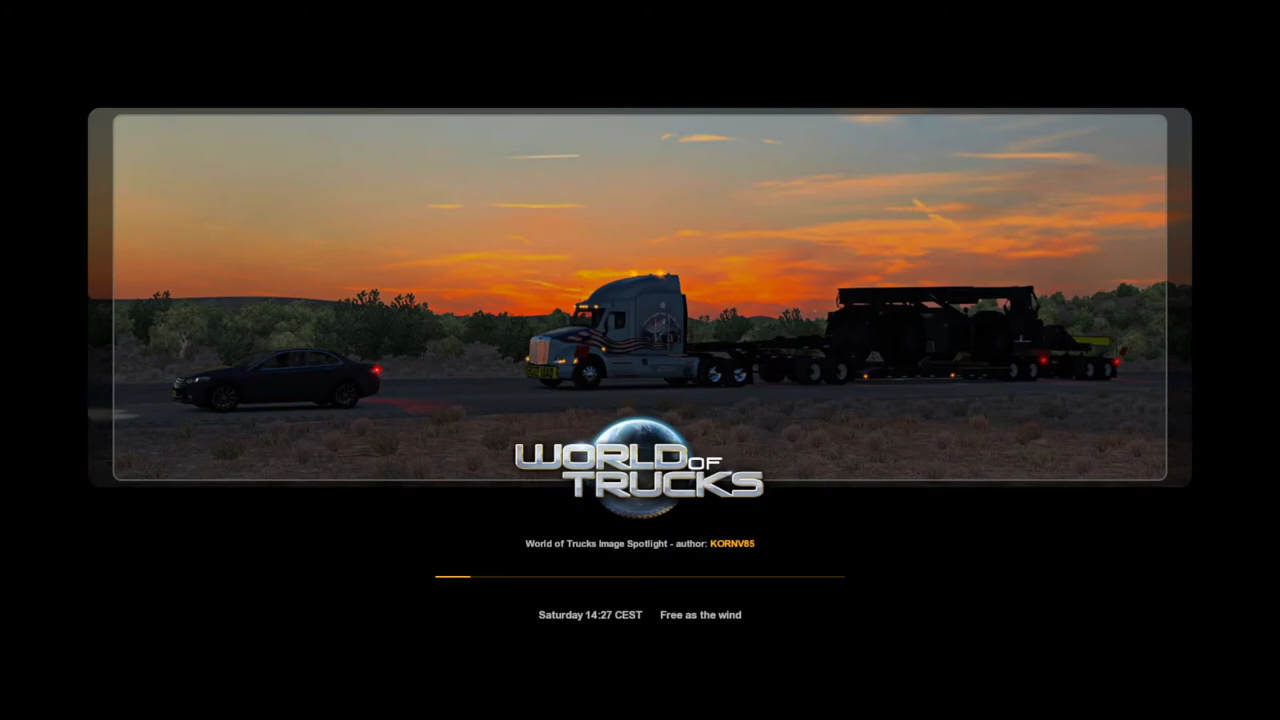 WORLD OF
TRUCKS
World of Trucks Image Spotlight - author: KORNV85
Saturday 14:27 CEST Free as the wind